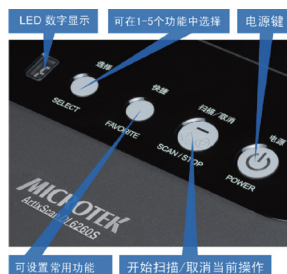 LED 数字显示
可在1-5个功能中选择
电源键
选择
SELECT
快捷
FAVORITE
扫描/取消
SCAN/STOP
电源
POWER
MICROTEK
ArtixScan DI 6260S
可设置常用功能
开始扫描/取消当前操作